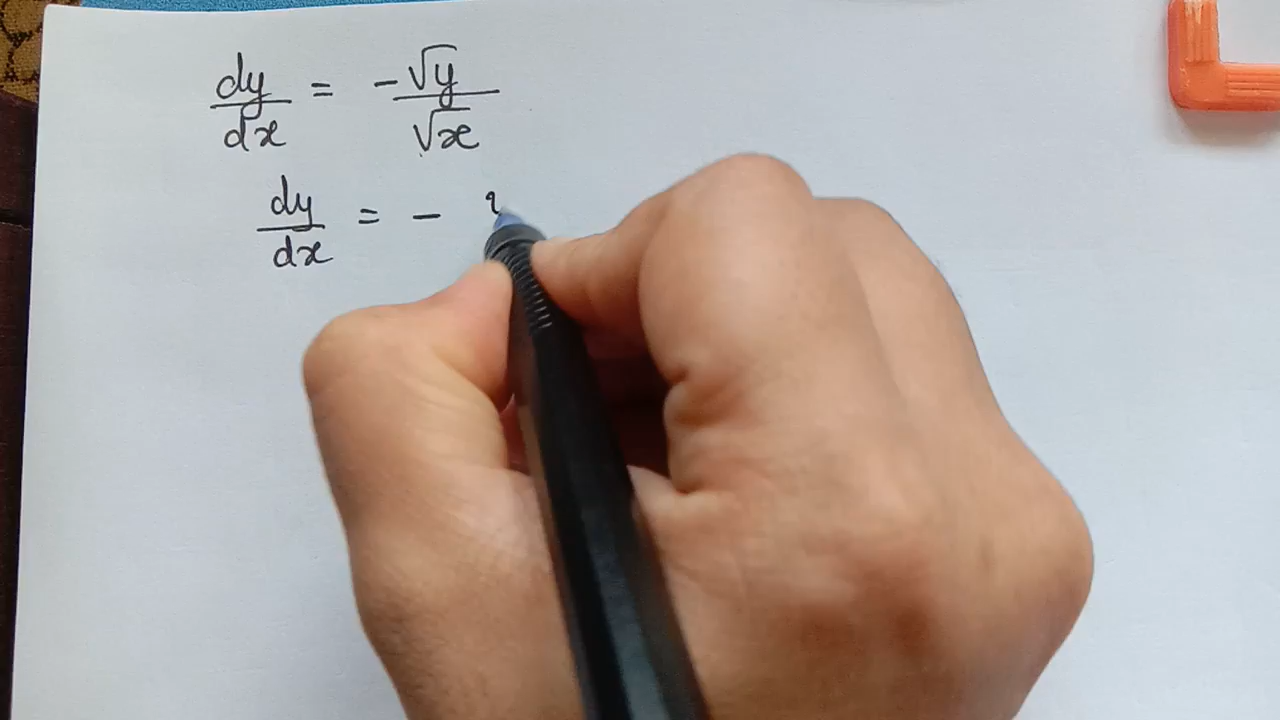 dy/dx = -√y/√x
dy/dx = -